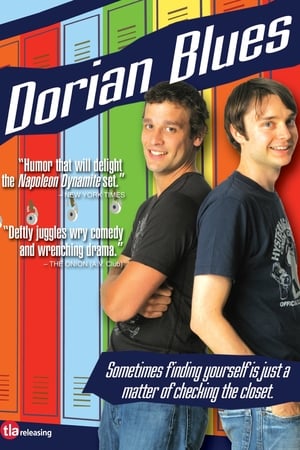 Dorian Blues
“Humor that will delight
the Napoleon Dynamite set.”
– NEW YORK TIMES
“Deftly juggles wry comedy
and wrenching drama.”
– THE ONION (A.V. Club)
Sometimes finding yourself is just a
matter of checking the closet.
tla releasing